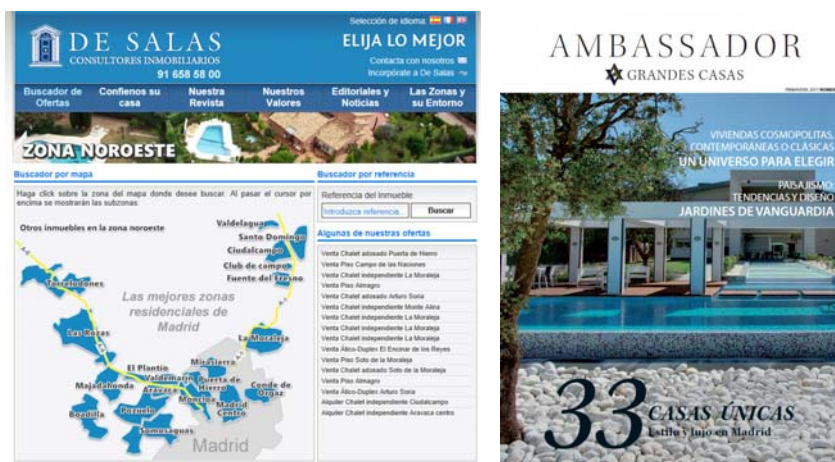 Selección de idioma:
DE SALAS
CONSULTORES INMOBILIARIOS
91 658 58 00
ELIJA LO MEJOR
Contacta con nosotros
Incorpórate a De Salas
Buscador de Ofertas
Confíenos su casa
Nuestra Revista
Nuestros Valores
Editoriales y Noticias
Las Zonas y su Entorno
ZONA NOROESTE
Buscador por mapa
Haga click sobre la zona del mapa donde desee buscar. Al pasar el cursor por
encima se mostrarán las subzonas.
Otros inmuebles en la zona noroeste
Valdelagua
Santo Domingo
Ciudalcampo
Club de campo
Fuente del Fresno
Torrelodones
Las mejores zonas
residenciales de
Madrid
Las Rozas
La Moraleja
El Plantio
Mirasierra
Valdemarín
Puerta de
Hierro
Majadahonda
Aravaca
Conde de
Orgaz
Moncloa
Madrid
Centro
Boadilla
Pozuelo
Somosaguas
Madrid
Buscador por referencia
Referencia del Inmueble
Introduzca referencia...
Buscar
Algunas de nuestras ofertas
Venta Chalet adosado Puerta de Hierro
Venta Piso Campo de las Naciones
Venta Chalet independiente La Moraleja
Venta Piso Almagro
Venta Chalet adosado Arturo Soria
Venta Chalet independiente Monte Alina
Venta Chalet independiente La Moraleja
Venta Chalet independiente La Moraleja
Venta Chalet independiente La Moraleja
Venta Ático-Duplex El Encinar de los Reyes
Venta Piso Soto de la Moraleja
Venta Chalet adosado Soto de la Moraleja
Venta Piso Almagro
Venta Ático-Duplex Arturo Soria
Alquiler Chalet independiente Ciudalcampo
Alquiler Chalet independiente Aravaca centro
AMBASSADOR
GRANDES CASAS
VIVIENDAS COSMOPOLITAS,
CONTEMPORÁNEAS O CLÁSICAS
UN UNIVERSO PARA ELEGIR
PAISAJISMO:
TENDENCIAS Y DISEÑO
JARDINES DE VANGUARDIA
33 CASAS ÚNICAS
Estilo y lujo en Madrid